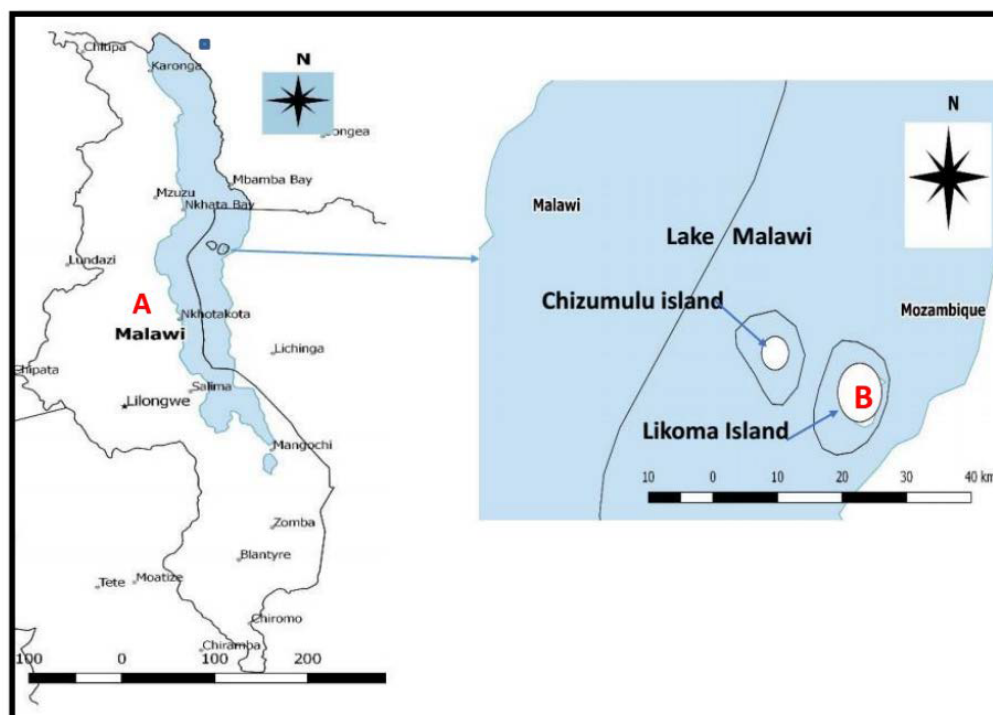 Chitipa
Karonga
N
Mbamba Bay
Mzuzu
Nkhata Bay
Lundazi
A
Nkhotakota
Malawi
Lichinga
Chipata
Salima
Lilongwe
Mangochi
Zomba
Blantyre
Tete
Moatize
Chiromo
Chiramba
100 0 100 200
N
Malawi
Lake Malawi
Chizumulu island
Mozambique
B
Likoma Island
10 0 10 20 30 40 km